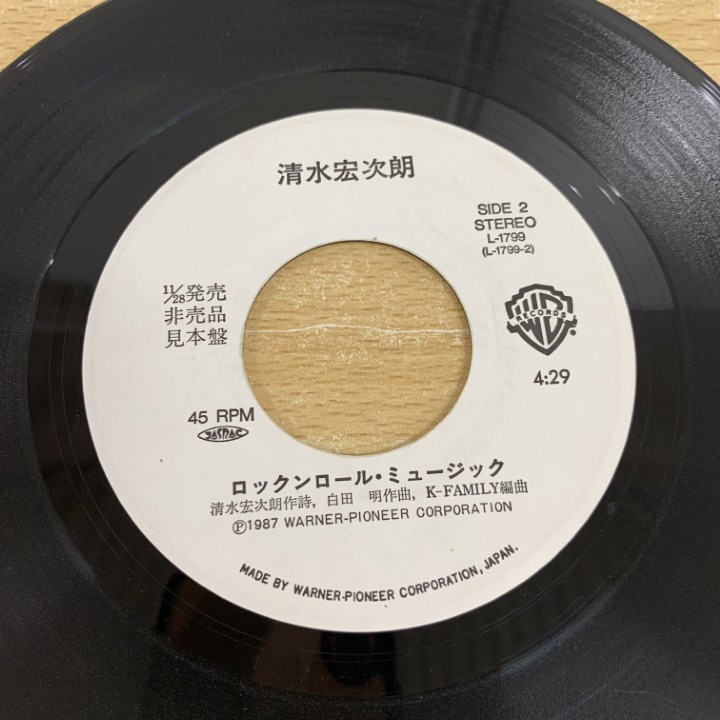 清水宏次朗
SIDE 2
STEREO
L-1799
(L-1799-2)
11/28発売
非売品
見本盤
WB
RECORDS
®
4:29
45 RPM
JASRAC
ロックンロール・ミュージック
清水宏次朗作詩, 白田 明作曲, K-FAMILY編曲
Ⓟ1987 WARNER-PIONEER CORPORATION
MADE BY WARNER-PIONEER CORPORATION, JAPAN.